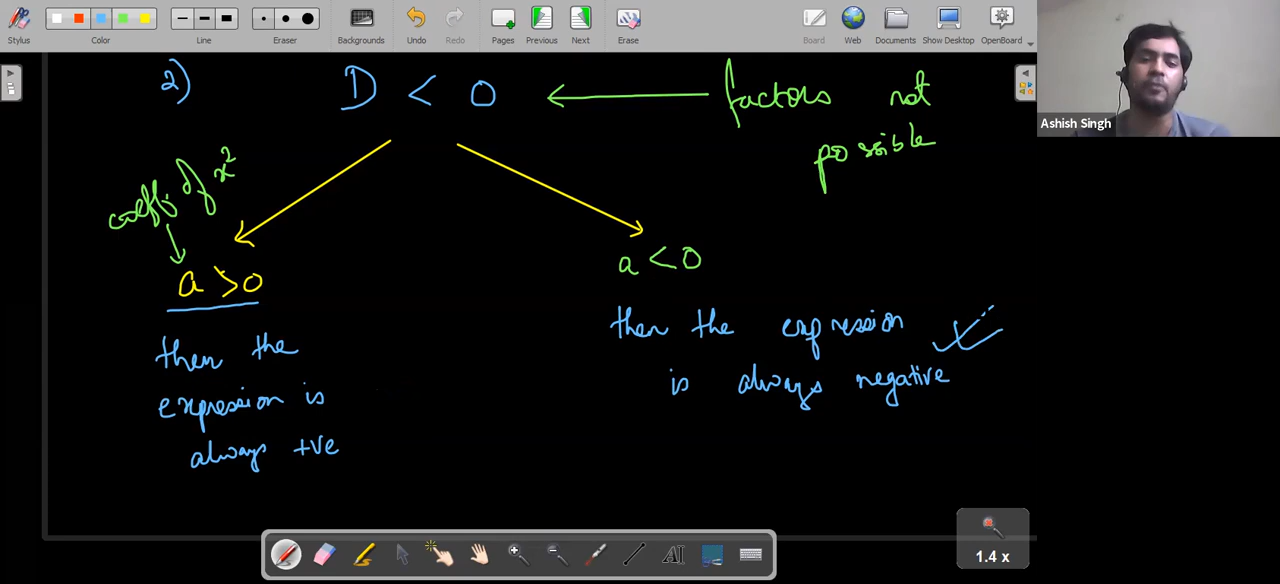 Stylus
Color
Line
Eraser
Backgrounds
Undo
Redo
Pages
Previous
Next
Erase
Board
Web
Documents
Show Desktop
OpenBoard
Ashish Singh
2) D < 0
factors not
possible
coeff. of x²
a > 0
then the
expression is
always +ve
a < 0
then the expression
is always negative
AI
1.4 x